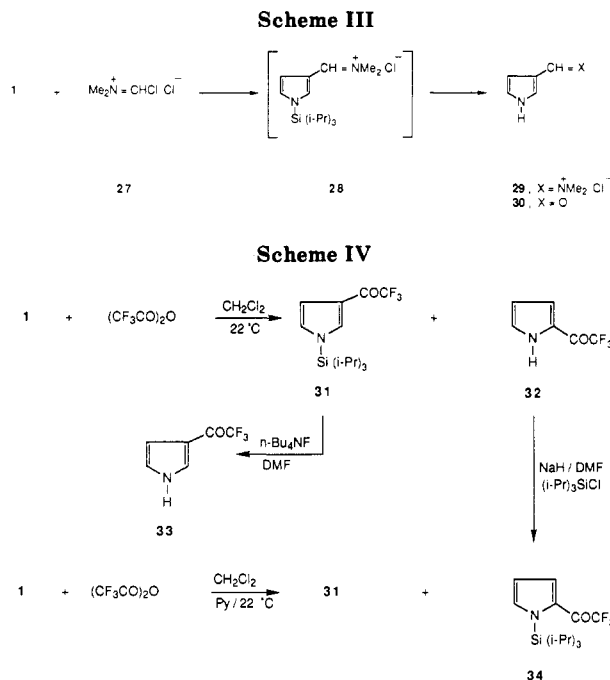 Scheme III
1 + Me2N+ = CHCl Cl−
CH = N+Me2 Cl−
N
Si (i-Pr)3
CH = X
N
H
27
28
29, X = N+Me2 Cl−
30, X = O
Scheme IV
1 + (CF3CO)2O
CH2Cl2
22 °C
COCF3
N
Si (i-Pr)3
31
+
N
H
COCF3
32
n-Bu4NF
DMF
COCF3
N
H
33
NaH / DMF
(i-Pr)3SiCl
1 + (CF3CO)2O
CH2Cl2
Py / 22 °C
31 +
N
COCF3
Si (i-Pr)3
34